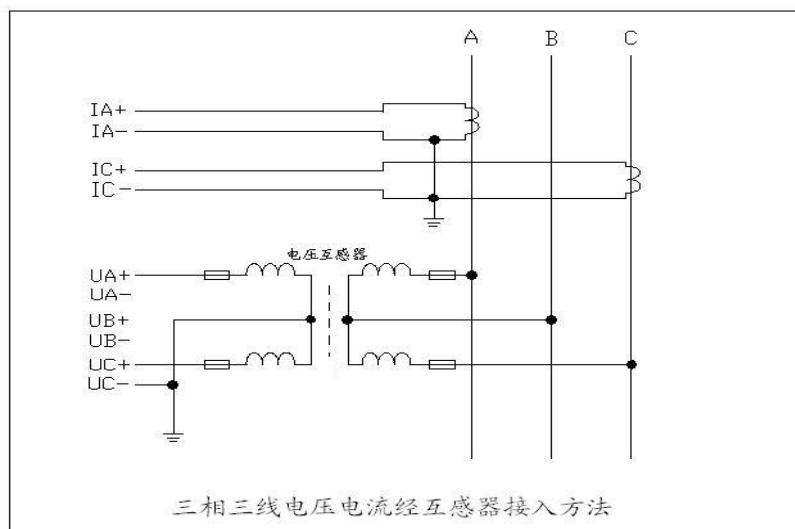 A B C
IA+
IA-
IC+
IC-
电压互感器
UA+
UA-
UB+
UB-
UC+
UC-
三相三线电压电流经互感器接入方法